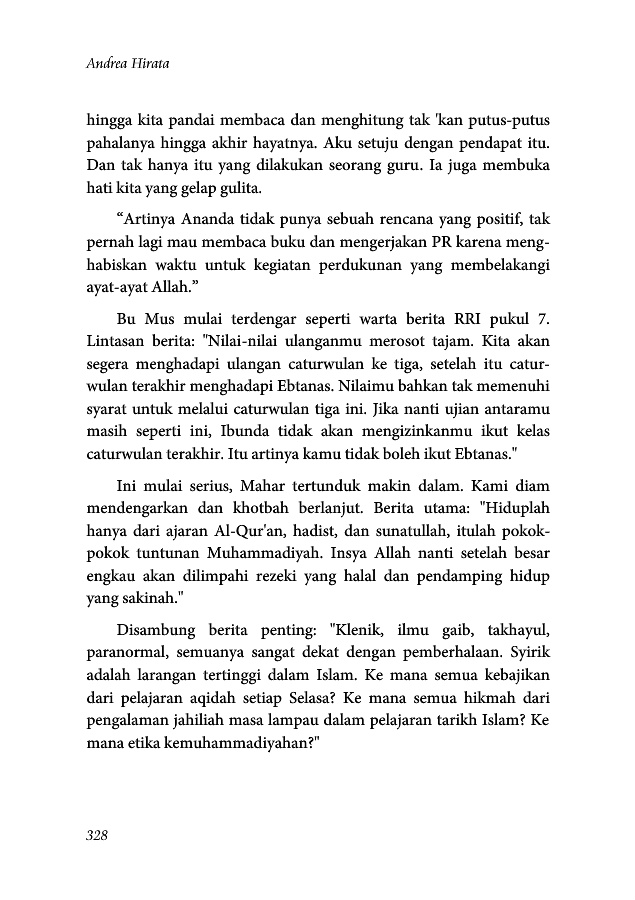 Andrea Hirata
hingga kita pandai membaca dan menghitung tak 'kan putus-putus
pahalanya hingga akhir hayatnya. Aku setuju dengan pendapat itu.
Dan tak hanya itu yang dilakukan seorang guru. Ia juga membuka
hati kita yang gelap gulita.
“Artinya Ananda tidak punya sebuah rencana yang positif, tak
pernah lagi mau membaca buku dan mengerjakan PR karena meng-
habiskan waktu untuk kegiatan perdukunan yang membelakangi
ayat-ayat Allah.”
Bu Mus mulai terdengar seperti warta berita RRI pukul 7.
Lintasan berita: "Nilai-nilai ulanganmu merosot tajam. Kita akan
segera menghadapi ulangan caturwulan ke tiga, setelah itu catur-
wulan terakhir menghadapi Ebtanas. Nilaimu bahkan tak memenuhi
syarat untuk melalui caturwulan tiga ini. Jika nanti ujian antaramu
masih seperti ini, Ibunda tidak akan mengizinkanmu ikut kelas
caturwulan terakhir. Itu artinya kamu tidak boleh ikut Ebtanas."
Ini mulai serius, Mahar tertunduk makin dalam. Kami diam
mendengarkan dan khotbah berlanjut. Berita utama: "Hiduplah
hanya dari ajaran Al-Qur'an, hadist, dan sunatullah, itulah pokok-
pokok tuntunan Muhammadiyah. Insya Allah nanti setelah besar
engkau akan dilimpahi rezeki yang halal dan pendamping hidup
yang sakinah."
Disambung berita penting: "Klenik, ilmu gaib, takhayul,
paranormal, semuanya sangat dekat dengan pemberhalaan. Syirik
adalah larangan tertinggi dalam Islam. Ke mana semua kebajikan
dari pelajaran aqidah setiap Selasa? Ke mana semua hikmah dari
pengalaman jahiliah masa lampau dalam pelajaran tarikh Islam? Ke
mana etika kemuhammadiyahan?"
328